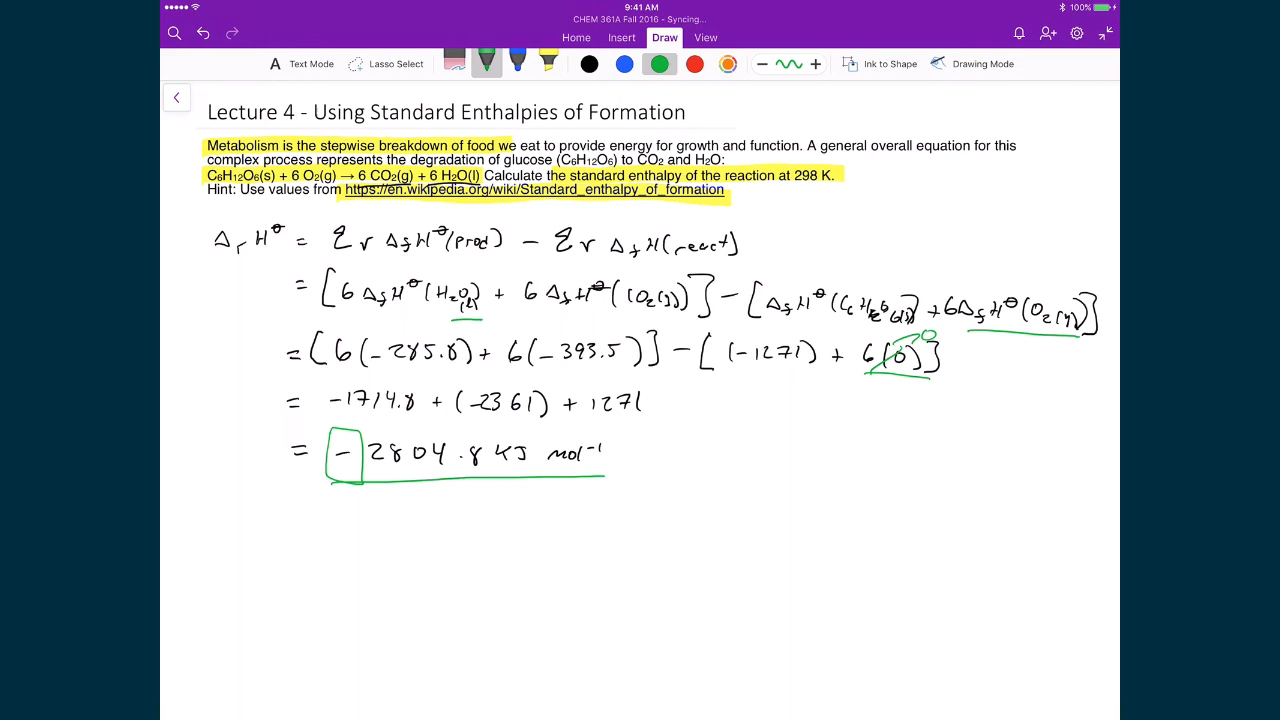 9:41 AM
100%
CHEM 361A Fall 2016 - Syncing...
Home Insert Draw View
A Text Mode Lasso Select Ink to Shape Drawing Mode
Lecture 4 - Using Standard Enthalpies of Formation
Metabolism is the stepwise breakdown of food we eat to provide energy for growth and function. A general overall equation for this
complex process represents the degradation of glucose (C₆H₁₂O₆) to CO₂ and H₂O:
C₆H₁₂O₆(s) + 6 O₂(g) → 6 CO₂(g) + 6 H₂O(l) Calculate the standard enthalpy of the reaction at 298 K.
Hint: Use values from https://en.wikipedia.org/wiki/Standard_enthalpy_of_formation
Δr H⦵ = Σν ΔfH⦵(prod) − Σν ΔfH(react)
= [6 ΔfH⦵(H₂O(l)) + 6 ΔfH⦵(CO₂(g))] − [ΔfH⦵(C₆H₁₂O₆(s)) + 6ΔfH⦵(O₂(g))]
= [6(−285.8) + 6(−393.5)] − [(−1271) + 6(0)] 0
= −1714.8 + (−2361) + 1271
= −2804.8 KJ mol⁻¹